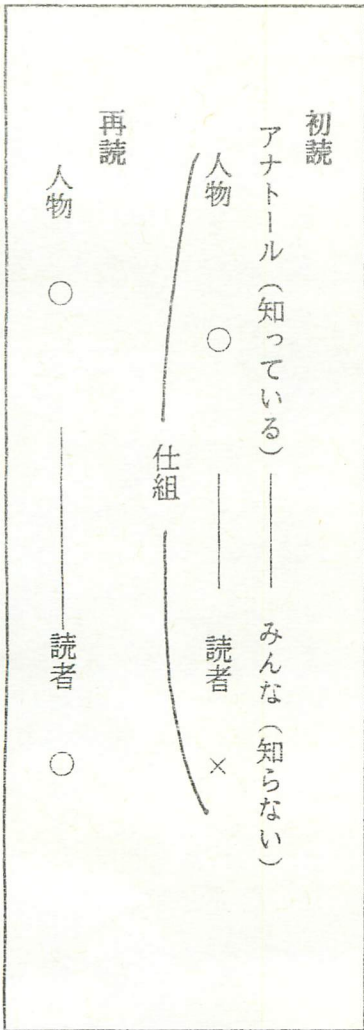 初読
アナトール（知っている）――― みんな（知らない）
人物　○　――― 読者　×
仕組
再読
人物　○　――― 読者　○